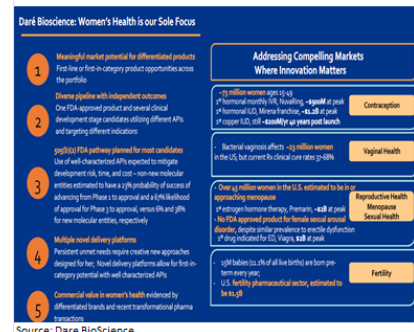 Daré Bioscience: Women's Health is our Sole Focus
1
Meaningful market potential for differentiated products
First-line or first-in-category product opportunities across
the portfolio
2
Diverse pipeline with independent outcomes
One FDA-approved product and several clinical
development stage candidates utilizing different APIs
and targeting different indications
3
505(b)(2) FDA pathway planned for most candidates
Use of well-characterized APIs expected to mitigate
development risk, time, and cost – non-new molecular
entities estimated to have a 23% probability of success of
advancing from Phase 1 to approval and a 67% likelihood
of approval for Phase 3 to approval, versus 6% and 38%
for new molecular entities, respectively
4
Multiple novel delivery platforms
Persistent unmet needs require creative new approaches
designed for her; Novel delivery platforms allow for first-in-
category potential with well characterized APIs
5
Commercial value in women's health evidenced by
differentiated brands and recent transformational pharma
transactions
Addressing Compelling Markets
Where Innovation Matters
~73 million women ages 15-49
1st hormonal monthly IVR, NuvaRing, ~$900M at peak
1st hormonal IUD, Mirena franchise, ~$1.2B at peak
1st copper IUD, still ~$200M/yr 40 years post launch
Contraception
Bacterial vaginosis affects ~23 million women
in the US; but current Rx clinical cure rates 37-68%
Vaginal Health
• Over 45 million women in the U.S. estimated to be in or
approaching menopause
1st estrogen hormone therapy, Premarin, ~$2B at peak
• No FDA approved product for female sexual arousal
disorder, despite similar prevalence to erectile dysfunction
1st drug indicated for ED, Viagra, $2B at peak
Reproductive Health
Menopause
Sexual Health
15M babies (11.1% of all live births) are born pre-
term every year;
U.S. fertility pharmaceutical sector, estimated
to be $1.5B
Fertility
Source: Dare BioScience